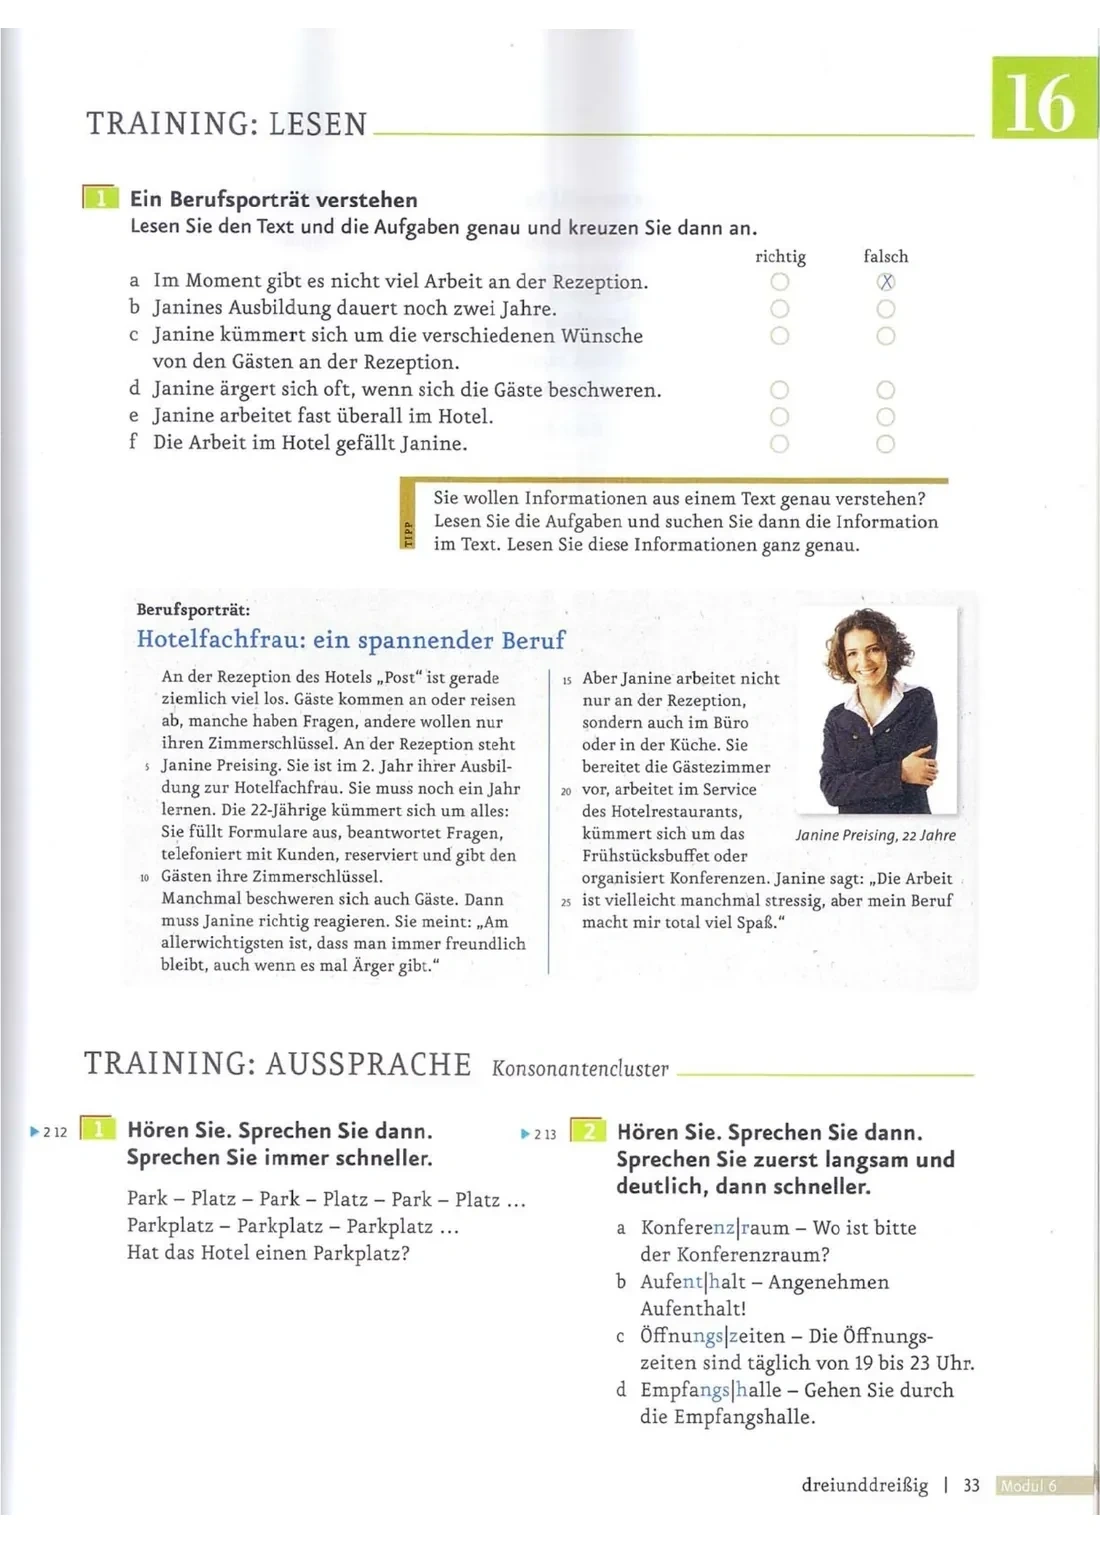 16
TRAINING: LESEN
1 Ein Berufsporträt verstehen
Lesen Sie den Text und die Aufgaben genau und kreuzen Sie dann an.
richtig falsch
a Im Moment gibt es nicht viel Arbeit an der Rezeption.
b Janines Ausbildung dauert noch zwei Jahre.
c Janine kümmert sich um die verschiedenen Wünsche
von den Gästen an der Rezeption.
d Janine ärgert sich oft, wenn sich die Gäste beschweren.
e Janine arbeitet fast überall im Hotel.
f Die Arbeit im Hotel gefällt Janine.
TIPP
Sie wollen Informationen aus einem Text genau verstehen?
Lesen Sie die Aufgaben und suchen Sie dann die Information
im Text. Lesen Sie diese Informationen ganz genau.
Berufsporträt:
Hotelfachfrau: ein spannender Beruf
An der Rezeption des Hotels „Post" ist gerade
ziemlich viel los. Gäste kommen an oder reisen
ab, manche haben Fragen, andere wollen nur
ihren Zimmerschlüssel. An der Rezeption steht
5 Janine Preising. Sie ist im 2. Jahr ihrer Ausbil-
dung zur Hotelfachfrau. Sie muss noch ein Jahr
lernen. Die 22-Jährige kümmert sich um alles:
Sie füllt Formulare aus, beantwortet Fragen,
telefoniert mit Kunden, reserviert und gibt den
10 Gästen ihre Zimmerschlüssel.
Manchmal beschweren sich auch Gäste. Dann
muss Janine richtig reagieren. Sie meint: „Am
allerwichtigsten ist, dass man immer freundlich
bleibt, auch wenn es mal Ärger gibt."
15 Aber Janine arbeitet nicht
nur an der Rezeption,
sondern auch im Büro
oder in der Küche. Sie
bereitet die Gästezimmer
20 vor, arbeitet im Service
des Hotelrestaurants,
kümmert sich um das
Frühstücksbuffet oder
organisiert Konferenzen. Janine sagt: „Die Arbeit
25 ist vielleicht manchmal stressig, aber mein Beruf
macht mir total viel Spaß."
Janine Preising, 22 Jahre
TRAINING: AUSSPRACHE Konsonantencluster
▶ 2 12 1 Hören Sie. Sprechen Sie dann.
Sprechen Sie immer schneller.
Park – Platz – Park – Platz – Park – Platz ...
Parkplatz – Parkplatz – Parkplatz ...
Hat das Hotel einen Parkplatz?
▶ 2 13 2 Hören Sie. Sprechen Sie dann.
Sprechen Sie zuerst langsam und
deutlich, dann schneller.
a Konferenz|raum – Wo ist bitte
der Konferenzraum?
b Aufent|halt – Angenehmen
Aufenthalt!
c Öffnungs|zeiten – Die Öffnungs-
zeiten sind täglich von 19 bis 23 Uhr.
d Empfangs|halle – Gehen Sie durch
die Empfangshalle.
dreiunddreißig | 33 Modul 6